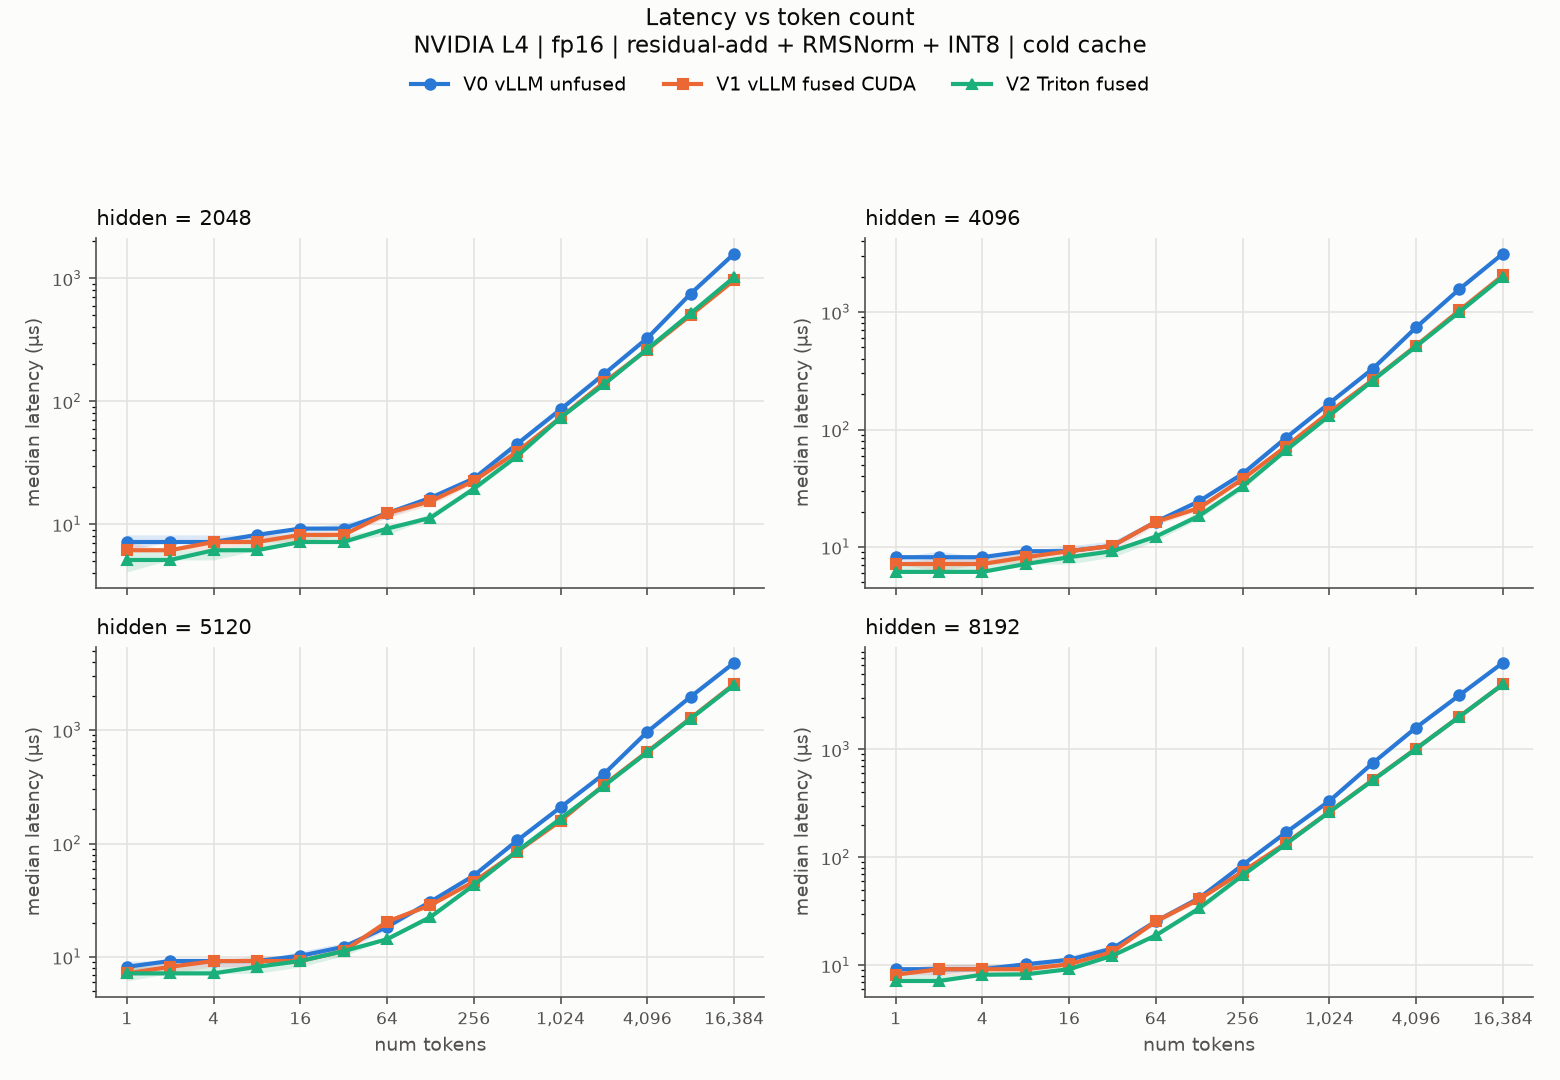 Latency vs token count
NVIDIA L4 | fp16 | residual-add + RMSNorm + INT8 | cold cache
V0 vLLM unfused V1 vLLM fused CUDA V2 Triton fused
hidden = 2048
median latency (µs)
10³
10²
10¹
hidden = 4096
median latency (µs)
10³
10²
10¹
hidden = 5120
median latency (µs)
10³
10²
10¹
1 4 16 64 256 1,024 4,096 16,384
num tokens
hidden = 8192
median latency (µs)
10³
10²
10¹
1 4 16 64 256 1,024 4,096 16,384
num tokens